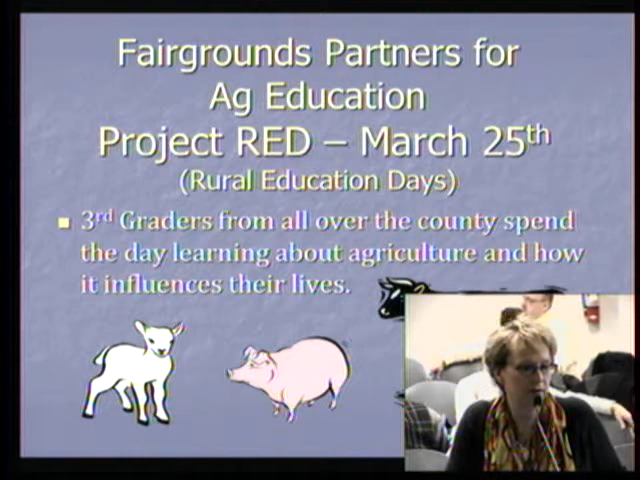 Fairgrounds Partners for
Ag Education
Project RED – March 25th
(Rural Education Days)
3rd Graders from all over the county spend
the day learning about agriculture and how
it influences their lives.